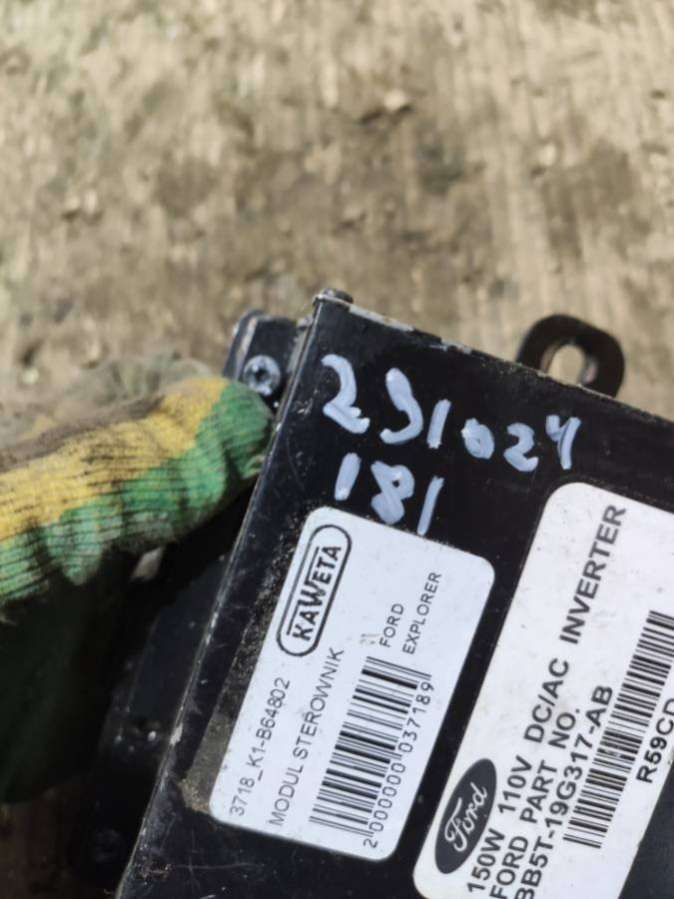 231024
181
KAWETA
3718_K1-B64802
MODUL STEROWNIK
FORD
EXPLORER
2000000037189
Ford
150W 110V DC/AC INVERTER
FORD PART NO.
BB5T-19G317-AB
R59CD